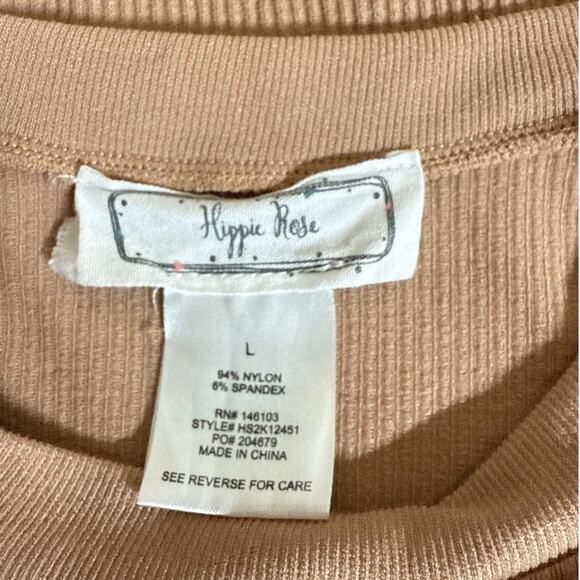 Hippie Rose
L
94% NYLON
6% SPANDEX
RN# 146103
STYLE# HS2K12451
PO# 204679
MADE IN CHINA
SEE REVERSE FOR CARE